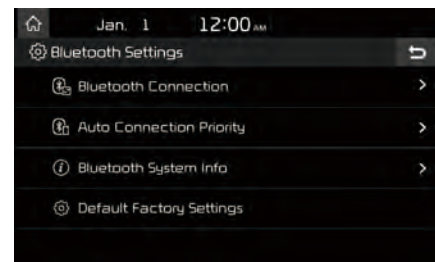 Jan. 1 12:00 AM
Bluetooth Settings
Bluetooth Connection
Auto Connection Priority
Bluetooth System Info
Default Factory Settings